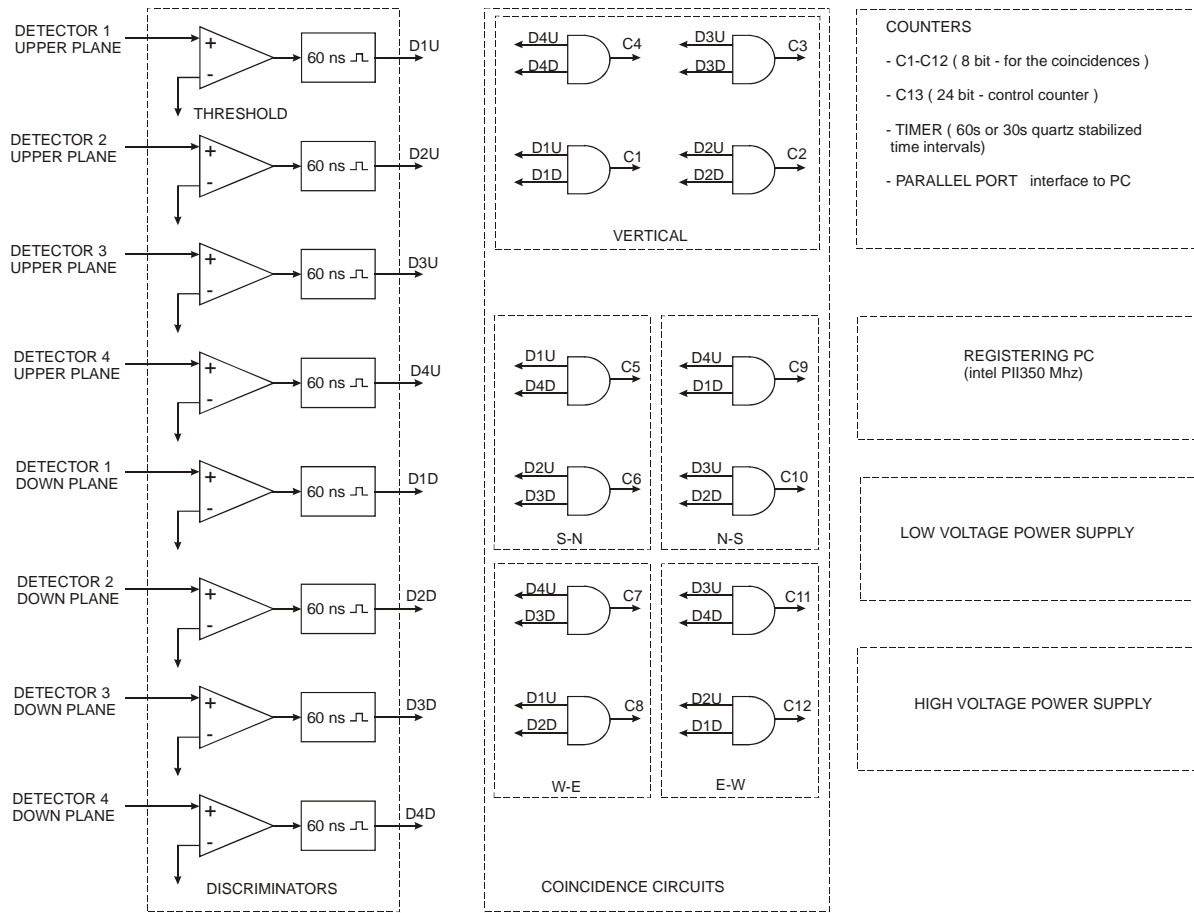 DETECTOR 1
UPPER PLANE
+
-
60 ns
D1U
THRESHOLD
DETECTOR 2
UPPER PLANE
+
-
60 ns
D2U
DETECTOR 3
UPPER PLANE
+
-
60 ns
D3U
DETECTOR 4
UPPER PLANE
+
-
60 ns
D4U
DETECTOR 1
DOWN PLANE
+
-
60 ns
D1D
DETECTOR 2
DOWN PLANE
+
-
60 ns
D2D
DETECTOR 3
DOWN PLANE
+
-
60 ns
D3D
DETECTOR 4
DOWN PLANE
+
-
60 ns
D4D
DISCRIMINATORS
D4U
D4D
C4
D3U
D3D
C3
D1U
D1D
C1
D2U
D2D
C2
VERTICAL
D1U
D4D
C5
D2U
D3D
C6
S-N
D4U
D1D
C9
D3U
D2D
C10
N-S
D4U
D3D
C7
D1U
D2D
C8
W-E
D3U
D4D
C11
D2U
D1D
C12
E-W
COINCIDENCE CIRCUITS
COUNTERS
- C1-C12 ( 8 bit - for the coincidences )
- C13 ( 24 bit - control counter )
- TIMER ( 60s or 30s quartz stabilized
time intervals)
- PARALLEL PORT interface to PC
REGISTERING PC
(intel PII350 Mhz)
LOW VOLTAGE POWER SUPPLY
HIGH VOLTAGE POWER SUPPLY